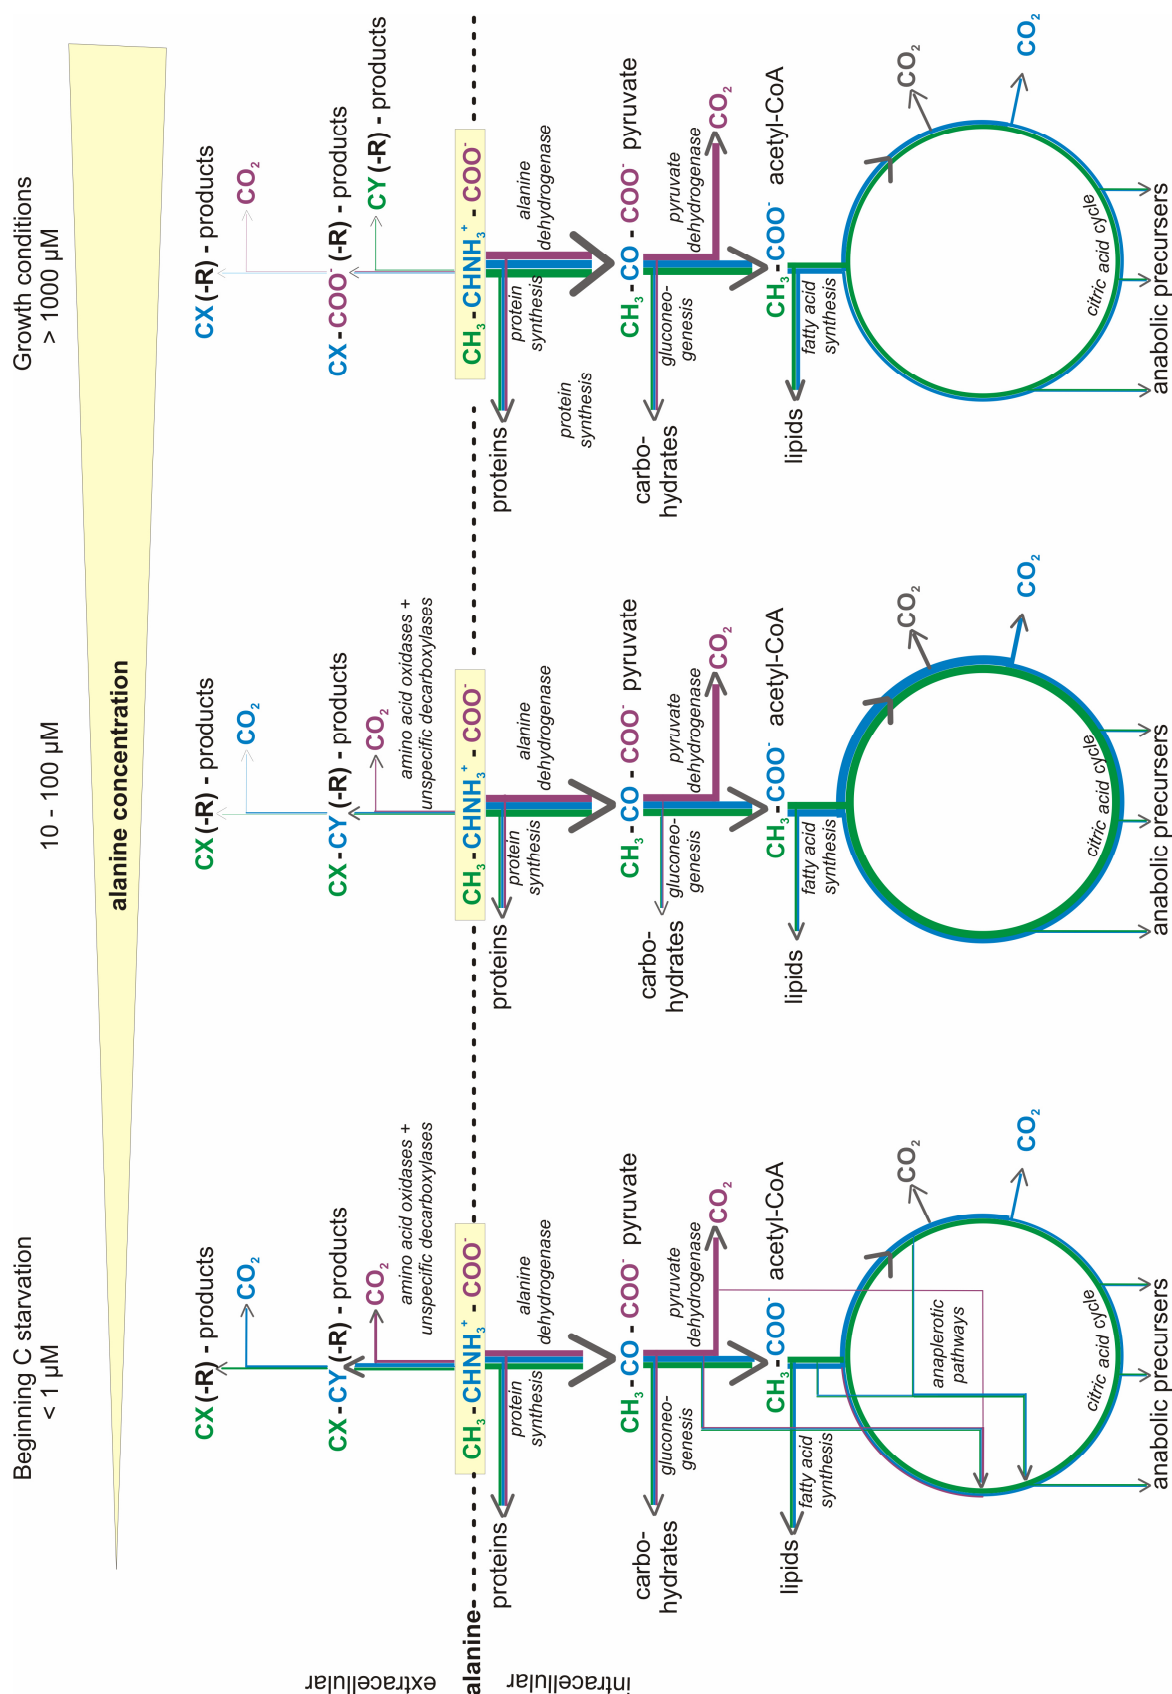 Beginning C starvation
< 1 µM
10 - 100 µM
Growth conditions
> 1000 µM
alanine concentration
CX (-R) - products
CO2
CX - CY (-R) - products
CO2
amino acid oxidases +
unspecific decarboxylases
CH3 - CHNH3+ - COO-
protein
synthesis
alanine
dehydrogenase
proteins
CH3 - CO - COO- pyruvate
gluconeo-
genesis
pyruvate
dehydrogenase
CO2
carbo-
hydrates
CH3 - COO- acetyl-CoA
fatty acid
synthesis
lipids
anaplerotic
pathways
CO2
CO2
citric acid cycle
anabolic precursers
CX (-R) - products
CO2
CX - CY (-R) - products
CO2
amino acid oxidases +
unspecific decarboxylases
CH3 - CHNH3+ - COO-
protein
synthesis
alanine
dehydrogenase
proteins
CH3 - CO - COO- pyruvate
gluconeo-
genesis
pyruvate
dehydrogenase
CO2
carbo-
hydrates
CH3 - COO- acetyl-CoA
fatty acid
synthesis
lipids
CO2
CO2
citric acid cycle
anabolic precursers
CX (-R) - products
CO2
CX - COO- (-R) - products
CY (-R) - products
CH3 - CHNH3+ - COO-
protein
synthesis
alanine
dehydrogenase
proteins
protein
synthesis
CH3 - CO - COO- pyruvate
gluconeo-
genesis
pyruvate
dehydrogenase
CO2
carbo-
hydrates
CH3 - COO- acetyl-CoA
fatty acid
synthesis
lipids
CO2
CO2
citric acid cycle
anabolic precursers
extracellular
alanine
intracellular